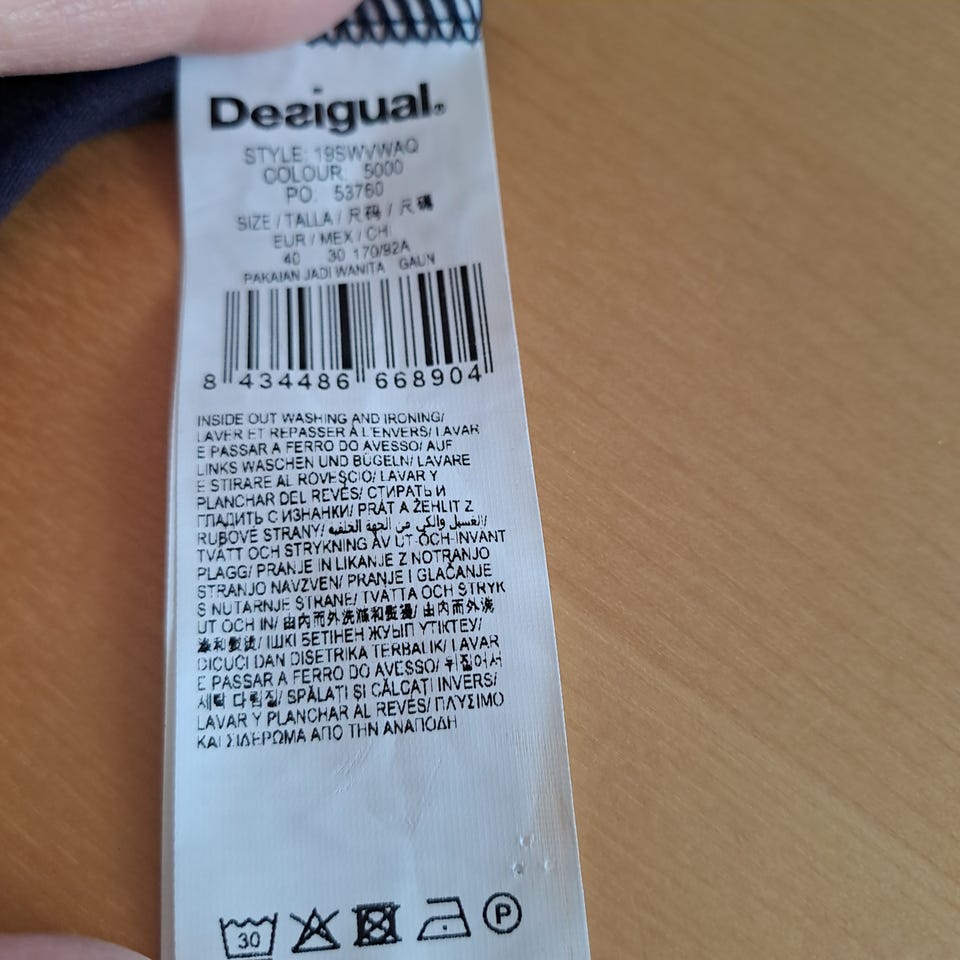 Desigual®
STYLE: 19SWVWAQ
COLOUR: 5000
PO: 53760
SIZE / TALLA / 尺码 / 尺碼
EUR / MEX / CHI
40 30 170/92A
PAKAIAN JADI WANITA GAUN
8 434486 668904
INSIDE OUT WASHING AND IRONING/
LAVER ET REPASSER À L'ENVERS/ LAVAR
E PASSAR A FERRO DO AVESSO/ AUF
LINKS WASCHEN UND BÜGELN/ LAVARE
E STIRARE AL ROVESCIO/ LAVAR Y
PLANCHAR DEL REVÉS/ СТИРАТЬ И
ГЛАДИТЬ С ИЗНАНКИ/ PRÁT A ŽEHLIT Z
RUBOVÉ STRANY/ الغسيل والكي من الجهة الخلفيه/
TVÄTT OCH STRYKNING AV UT-OCH-INVANT
PLAGG/ PRANJE IN LIKANJE Z NOTRANJO
STRANJO NAVZVEN/ PRANJE I GLAČANJE
S NUTARNJE STRANE/ TVÄTTA OCH STRYK
UT OCH IN/ 由内而外洗滌和熨燙/ 由内而外洗
涤和熨烫/ ІШКІ БЕТІНЕН ЖУЫП ҮТІКТЕУ/
DICUCI DAN DISETRIKA TERBALIK/ LAVAR
E PASSAR A FERRO DO AVESSO/ 뒤집어서
세탁 다림질/ SPĂLAȚI ȘI CĂLCAȚI INVERS/
LAVAR Y PLANCHAR AL REVÉS/ ΠΛΥΣΙΜΟ
ΚΑΙ ΣΙΔΕΡΩΜΑ ΑΠΟ ΤΗΝ ΑΝΑΠΟΔΗ
30 P